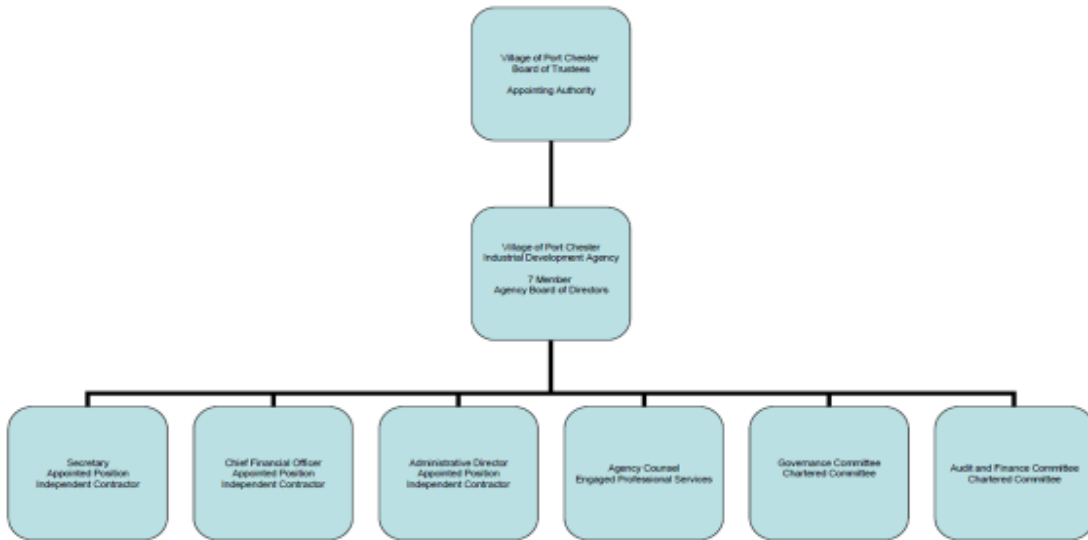 Village of Port Chester
Board of Trustees
Appointing Authority
Village of Port Chester
Industrial Development Agency
7 Member
Agency Board of Directors
Secretary
Appointed Position
Independent Contractor
Chief Financial Officer
Appointed Position
Independent Contractor
Administrative Director
Appointed Position
Independent Contractor
Agency Counsel
Engaged Professional Services
Governance Committee
Chartered Committee
Audit and Finance Committee
Chartered Committee